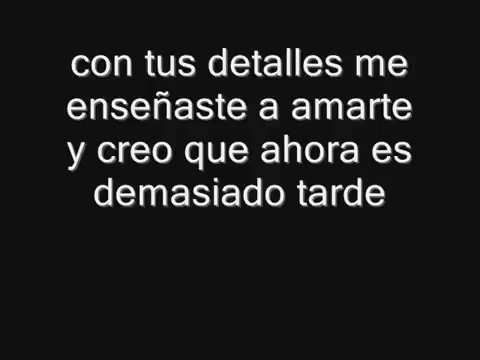 con tus detalles me
enseñaste a amarte
y creo que ahora es
demasiado tarde